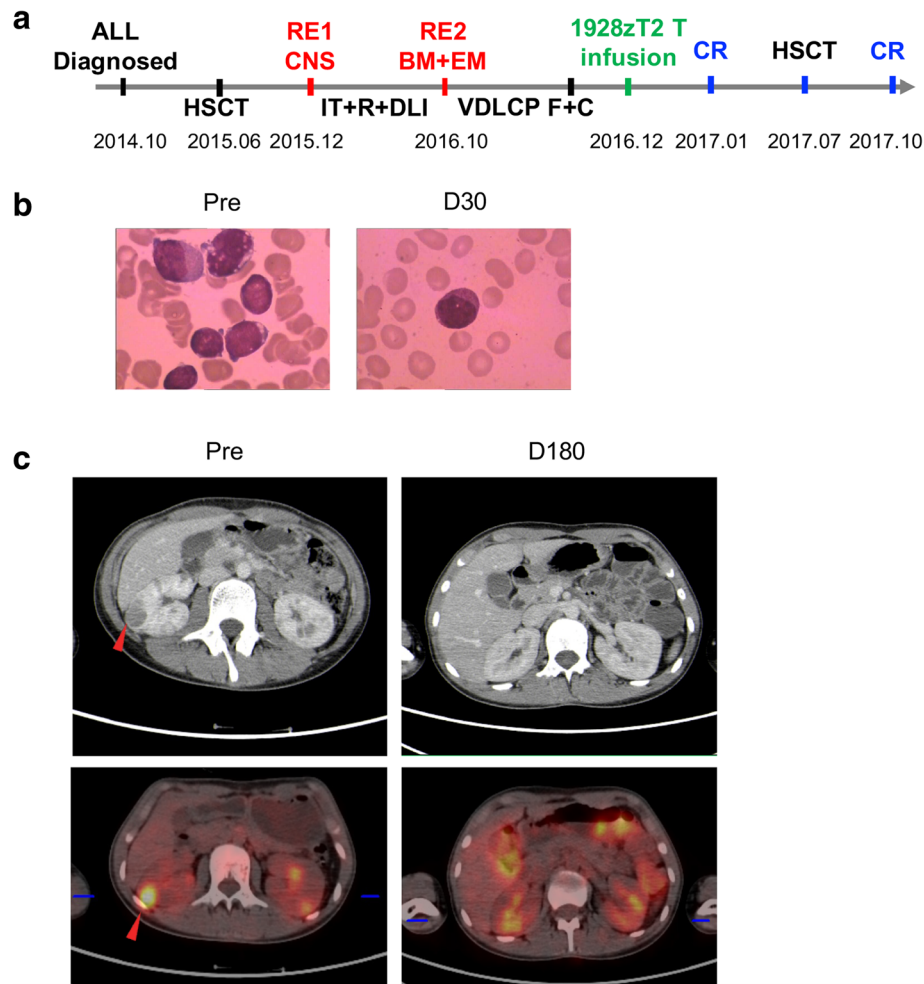 a
ALL
Diagnosed
RE1
CNS
RE2
BM+EM
1928zT2 T
infusion
CR
HSCT
CR
HSCT
IT+R+DLI
VDLCP F+C
2014.10 2015.06 2015.12 2016.10 2016.12 2017.01 2017.07 2017.10
b
Pre D30
c
Pre D180